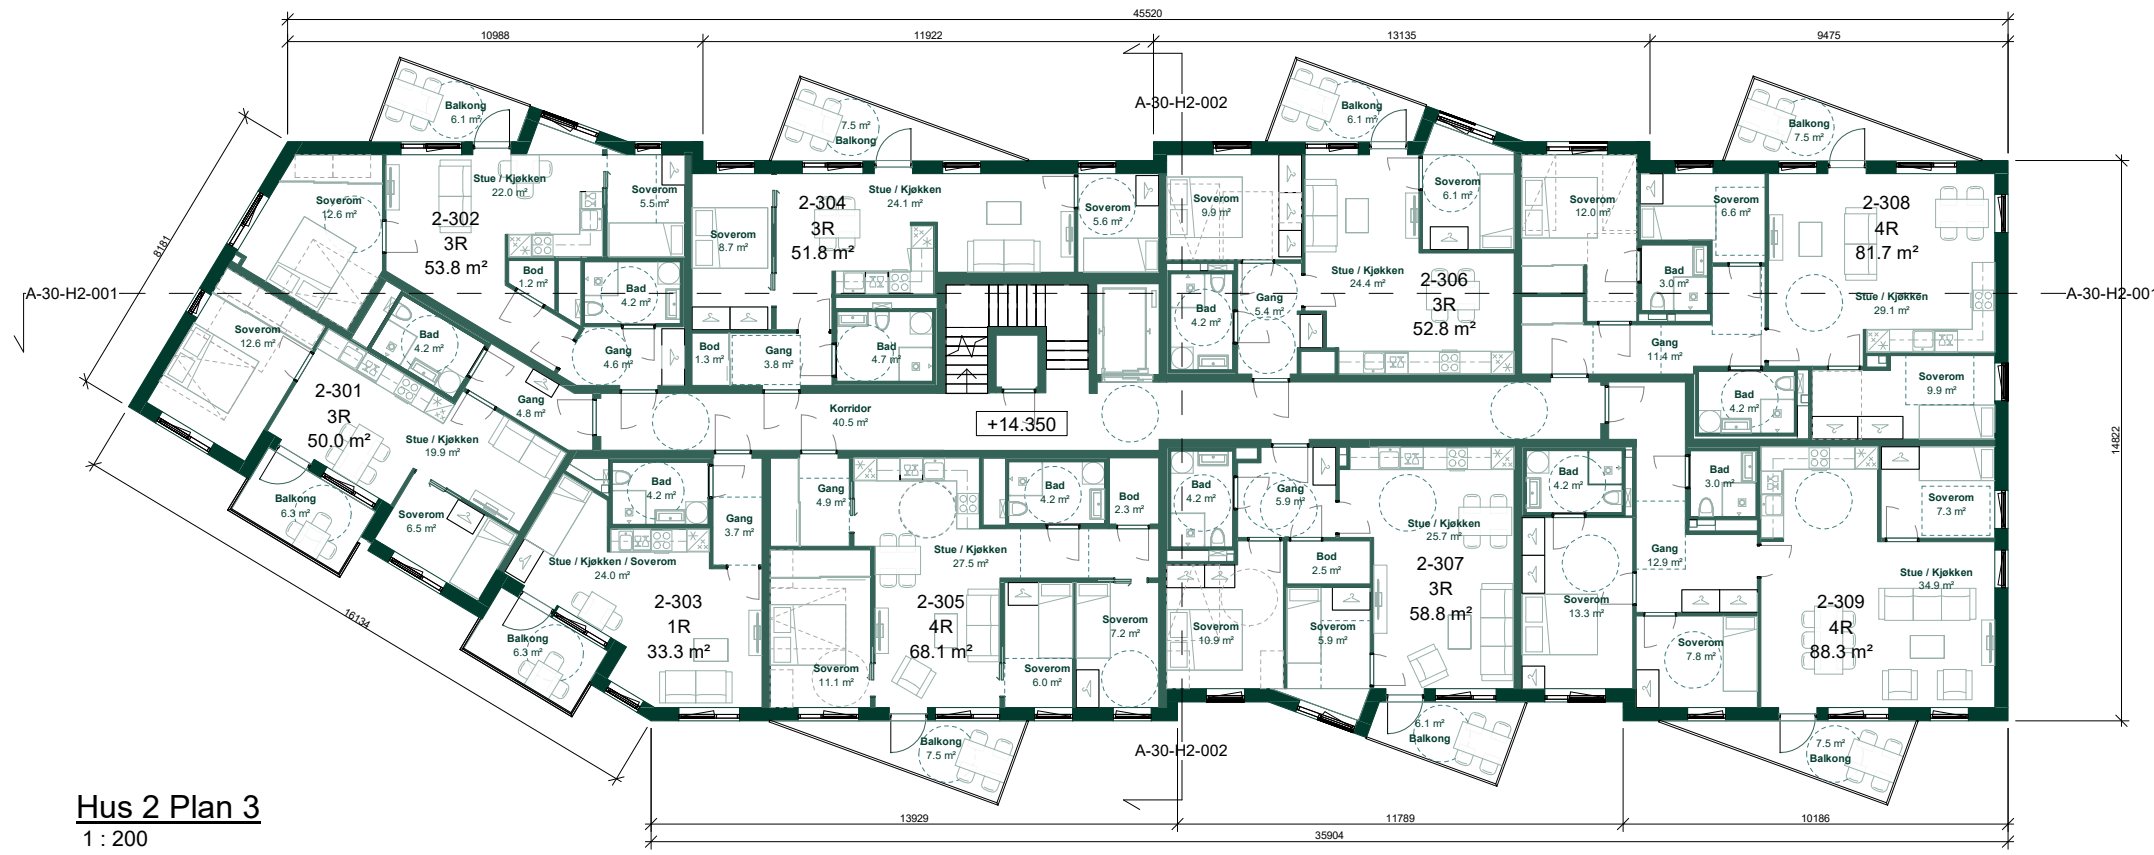 45520
10988
11922
13135
9475
A-30-H2-002
Balkong
6.1 m²
7.5 m²
Balkong
6.1 m²
Balkong
Balkong
7.5 m²
8181
Soverom
12.6 m²
Stue / Kjøkken
22.0 m²
2-302
3R
53.8 m²
Soverom
5.5 m²
Bod
1.2 m²
Bad
4.2 m²
Gang
4.6 m²
Soverom
8.7 m²
2-304
3R
51.8 m²
Stue / Kjøkken
24.1 m²
Soverom
5.6 m²
Bod
1.3 m²
Gang
3.8 m²
Bad
4.7 m²
Soverom
9.9 m²
Bad
4.2 m²
Gang
5.4 m²
Stue / Kjøkken
24.4 m²
2-306
3R
52.8 m²
Soverom
6.1 m²
Soverom
12.0 m²
Soverom
6.6 m²
Bad
3.0 m²
Gang
11.4 m²
2-308
4R
81.7 m²
Stue / Kjøkken
29.1 m²
Soverom
9.9 m²
Bad
4.2 m²
A-30-H2-001
A-30-H2-001
14822
Soverom
12.6 m²
Bad
4.2 m²
2-301
3R
50.0 m²
Gang
4.8 m²
Stue / Kjøkken
19.9 m²
Soverom
6.5 m²
Balkong
6.3 m²
Korridor
40.5 m²
+14.350
Bad
4.2 m²
Gang
3.7 m²
Stue / Kjøkken / Soverom
24.0 m²
2-303
1R
33.3 m²
Balkong
6.3 m²
16134
Gang
4.9 m²
Bad
4.2 m²
Bod
2.3 m²
Stue / Kjøkken
27.5 m²
2-305
4R
68.1 m²
Soverom
11.1 m²
Soverom
6.0 m²
Soverom
7.2 m²
Balkong
7.5 m²
Bad
4.2 m²
Gang
5.9 m²
Bod
2.5 m²
Stue / Kjøkken
25.7 m²
2-307
3R
58.8 m²
Soverom
10.9 m²
Soverom
5.9 m²
6.1 m²
Balkong
Bad
4.2 m²
Soverom
13.3 m²
Gang
12.9 m²
Bad
3.0 m²
Soverom
7.8 m²
Soverom
7.3 m²
Stue / Kjøkken
34.9 m²
2-309
4R
88.3 m²
7.5 m²
Balkong
A-30-H2-002
13929
11789
10186
35904
Hus 2 Plan 3
1 : 200